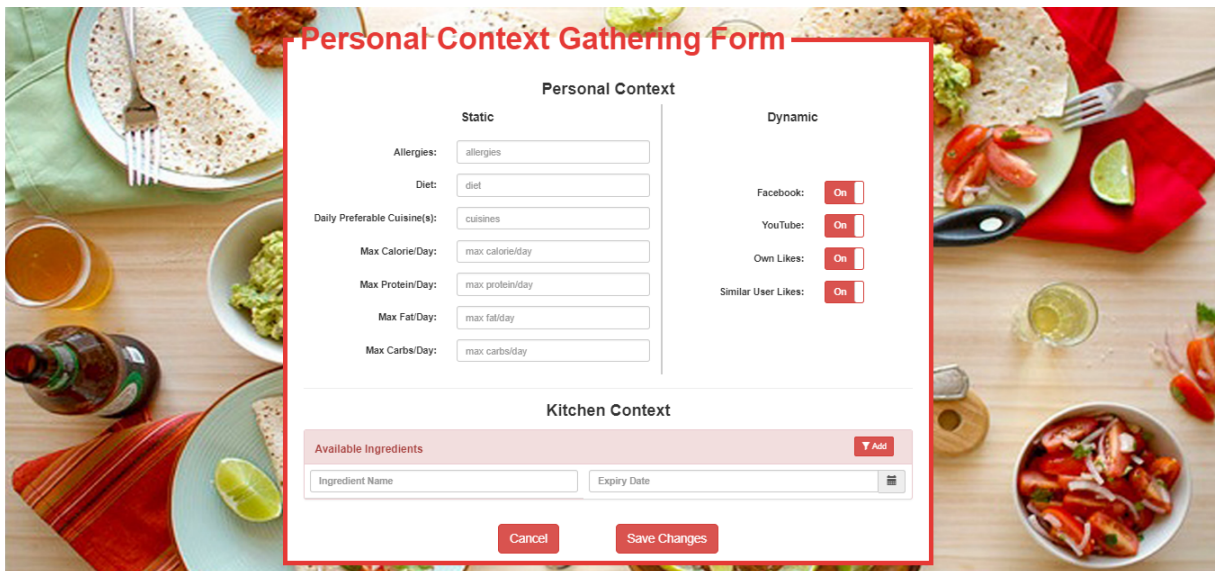 Personal Context Gathering Form
Personal Context
Static
Allergies: allergies
Diet: diet
Daily Preferable Cuisine(s): cuisines
Max Calorie/Day: max calorie/day
Max Protein/Day: max protein/day
Max Fat/Day: max fat/day
Max Carbs/Day: max carbs/day
Dynamic
Facebook: On
YouTube: On
Own Likes: On
Similar User Likes: On
Kitchen Context
Available Ingredients Add
Ingredient Name Expiry Date
Cancel Save Changes